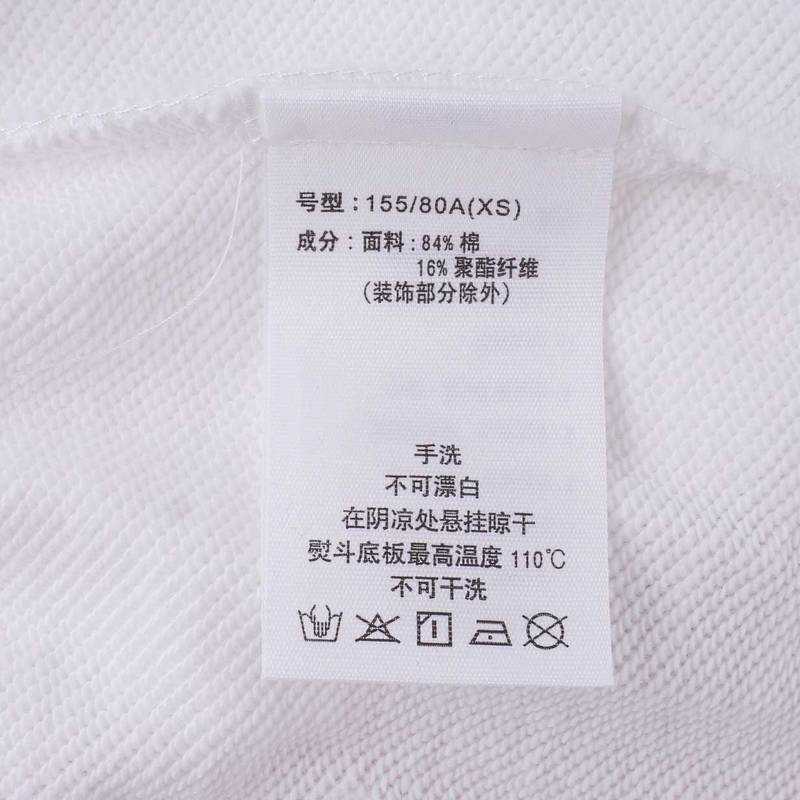 号型：155/80A(XS)
成分：面料：84% 棉
16% 聚酯纤维
（装饰部分除外）
手洗
不可漂白
在阴凉处悬挂晾干
熨斗底板最高温度 110℃
不可干洗